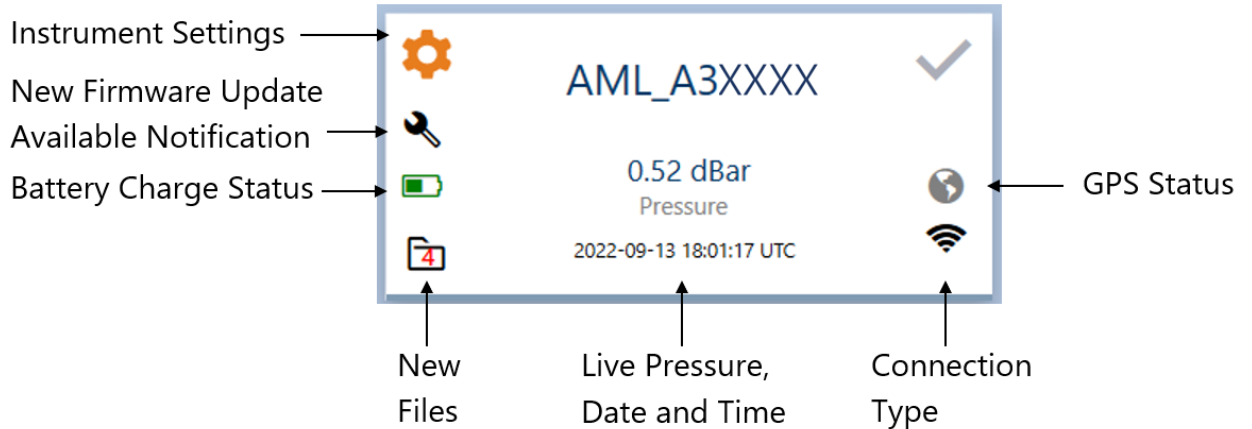 Instrument Settings
New Firmware Update
Available Notification
Battery Charge Status
AML_A3XXXX
0.52 dBar
Pressure
2022-09-13 18:01:17 UTC
4
GPS Status
New
Files
Live Pressure,
Date and Time
Connection
Type